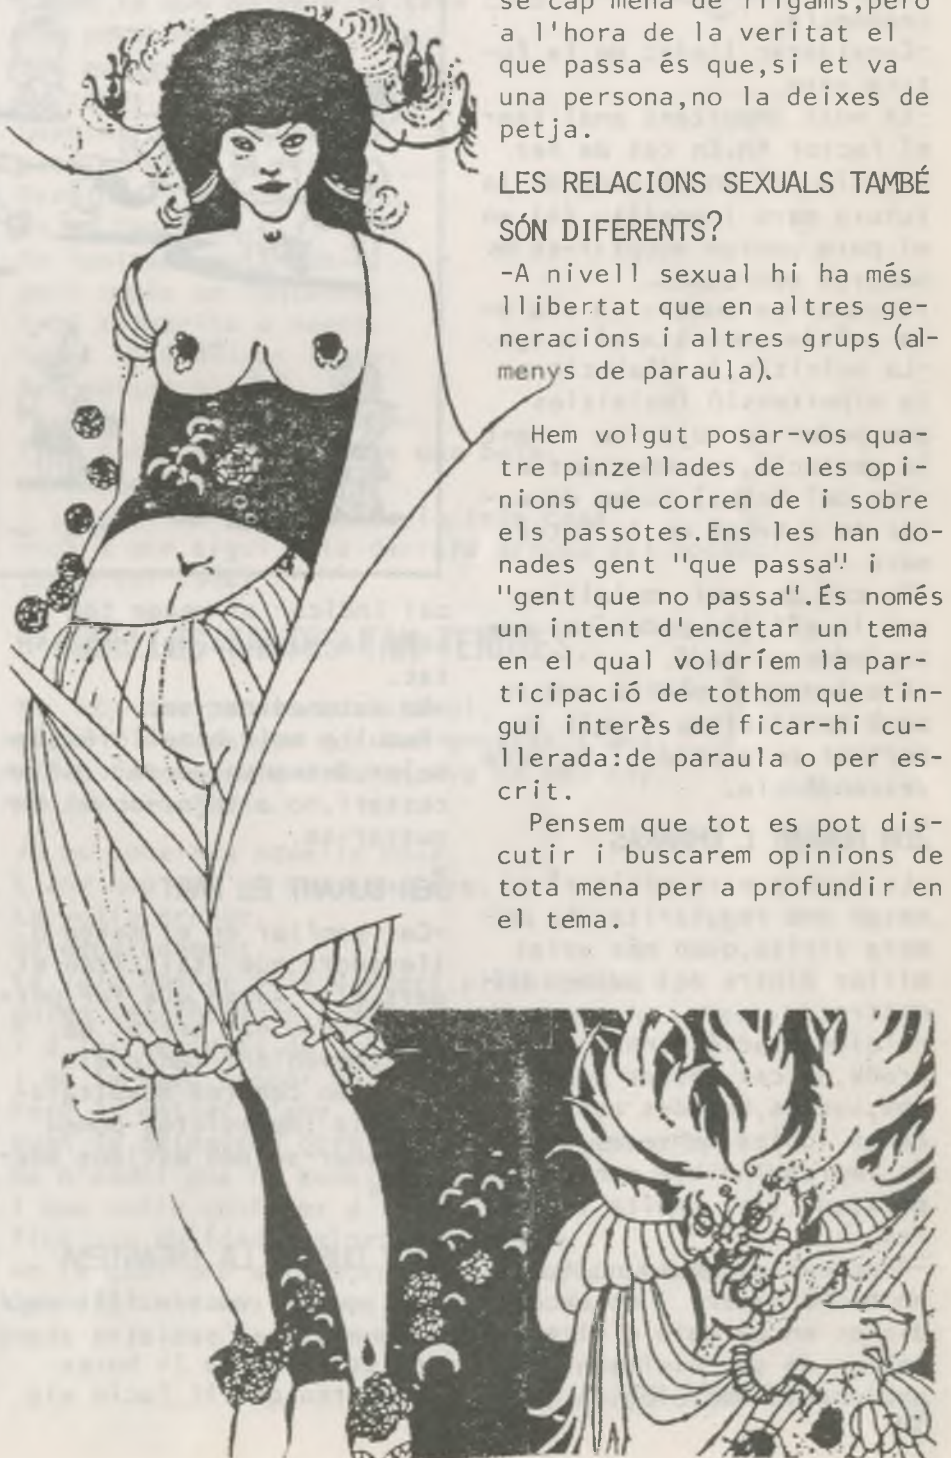 se cap mena de lligams,però
a l'hora de la veritat el
que passa és que,si et va
una persona,no la deixes de
petja.
LES RELACIONS SEXUALS TAMBÉ
SÓN DIFERENTS?
-A nivell sexual hi ha més
llibertat que en altres ge-
neracions i altres grups (al-
menys de paraula).
Hem volgut posar-vos qua-
tre pinzellades de les opi-
nions que corren de i sobre
els passotes.Ens les han do-
nades gent "que passa" i
"gent que no passa".És només
un intent d'encetar un tema
en el qual voldríem la par-
ticipació de tothom que tin-
gui interès de ficar-hi cu-
llerada:de paraula o per es-
crit.
Pensem que tot es pot dis-
cutir i buscarem opinions de
tota mena per a profundir en
el tema.